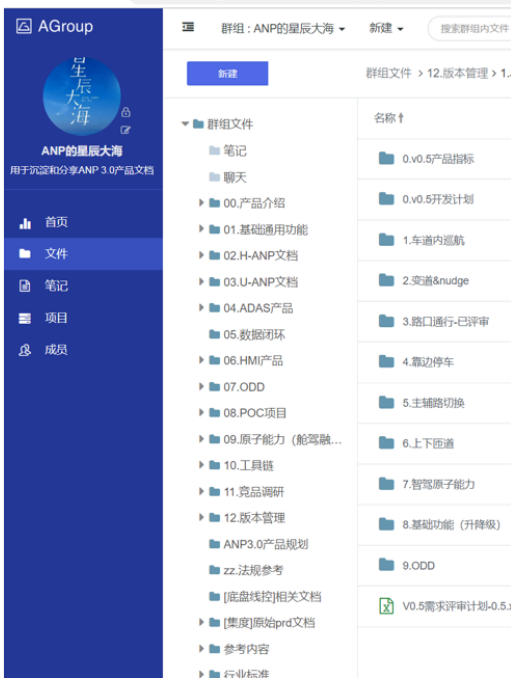 AGroup
群组 : ANP的星辰大海
新建
搜索群组内文件
星辰大海
ANP的星辰大海
用于沉淀和分享ANP 3.0产品文档
首页
文件
笔记
项目
成员
新建
群组文件
笔记
聊天
00.产品介绍
01.基础通用功能
02.H-ANP文档
03.U-ANP文档
04.ADAS产品
05.数据闭环
06.HMI产品
07.ODD
08.POC项目
09.原子能力（舱驾融...
10.工具链
11.竞品调研
12.版本管理
ANP3.0产品规划
zz.法规参考
[底盘线控]相关文档
[集度]原始prd文档
参考内容
行业标准
群组文件 > 12.版本管理 > 1.
名称
0.v0.5产品指标
0.v0.5开发计划
1.车道内巡航
2.变道&nudge
3.路口通行-已评审
4.靠边停车
5.主辅路切换
6.上下匝道
7.智驾原子能力
8.基础功能（升降级）
9.ODD
V0.5需求评审计划-0.5.x